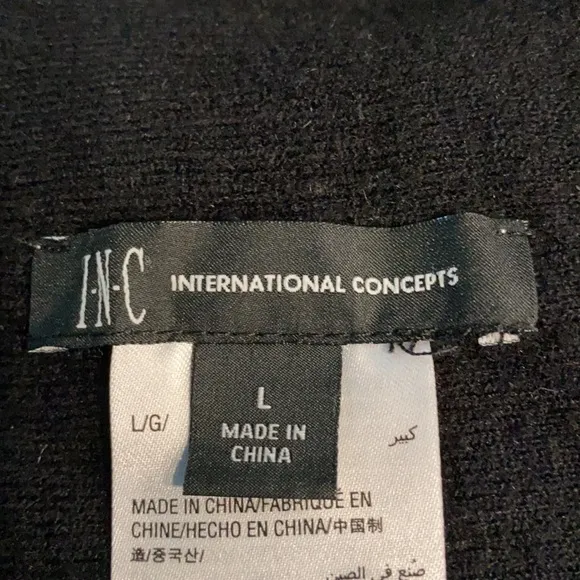 I·N·C INTERNATIONAL CONCEPTS
L
MADE IN
CHINA
L/G/
كبير
MADE IN CHINA/FABRIQUÉ EN
CHINE/HECHO EN CHINA/中国制
造/중국산/
صُنع في الصين